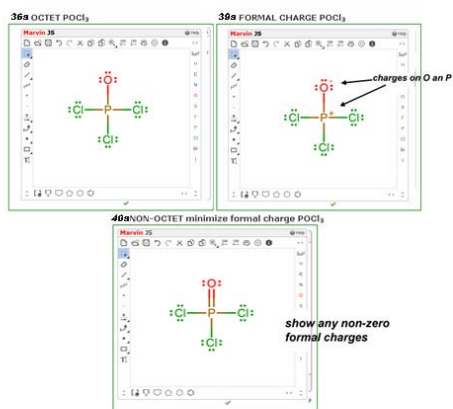 36a OCTET POCl₃
Marvin JS
Help
O
Cl P Cl
Cl
39a FORMAL CHARGE POCl₃
Marvin JS
Help
O -
Cl P + Cl
Cl
charges on O an P
40a NON-OCTET minimize formal charge POCl₃
Marvin JS
Help
O
Cl P Cl
Cl
show any non-zero
formal charges